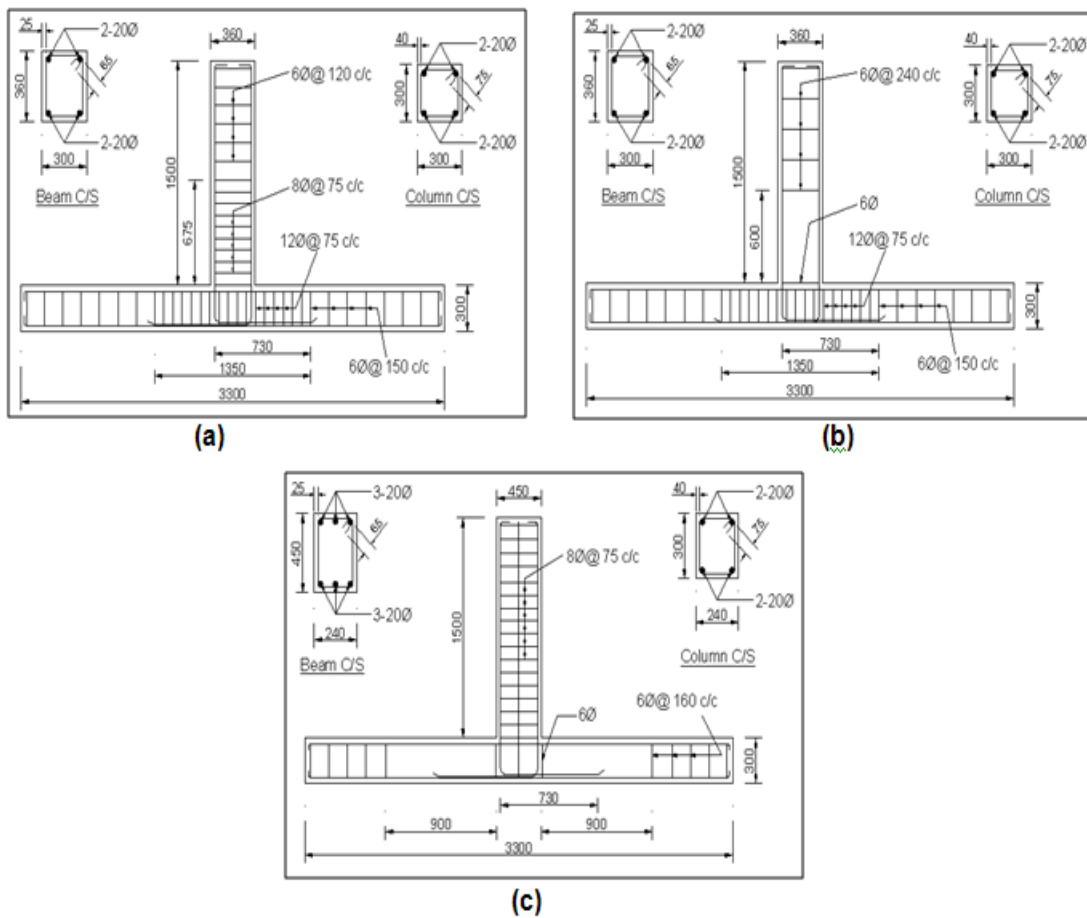 25
2-20Ø
360
65
2-20Ø
300
Beam C/S
360
6Ø@ 120 c/c
1500
8Ø@ 75 c/c
675
12Ø@ 75 c/c
40
2-20Ø
300
75
2-20Ø
300
Column C/S
300
730
6Ø@ 150 c/c
1350
3300
(a)
25
2-20Ø
360
65
2-20Ø
300
Beam C/S
360
6Ø@ 240 c/c
1500
6Ø
600
12Ø@ 75 c/c
40
2-20Ø
300
75
2-20Ø
300
Column C/S
300
730
6Ø@ 150 c/c
1350
3300
(b)
25
3-20Ø
450
65
3-20Ø
240
Beam C/S
450
8Ø@ 75 c/c
1500
6Ø
40
2-20Ø
300
75
2-20Ø
240
Column C/S
6Ø@ 160 c/c
300
730
900
900
3300
(c)